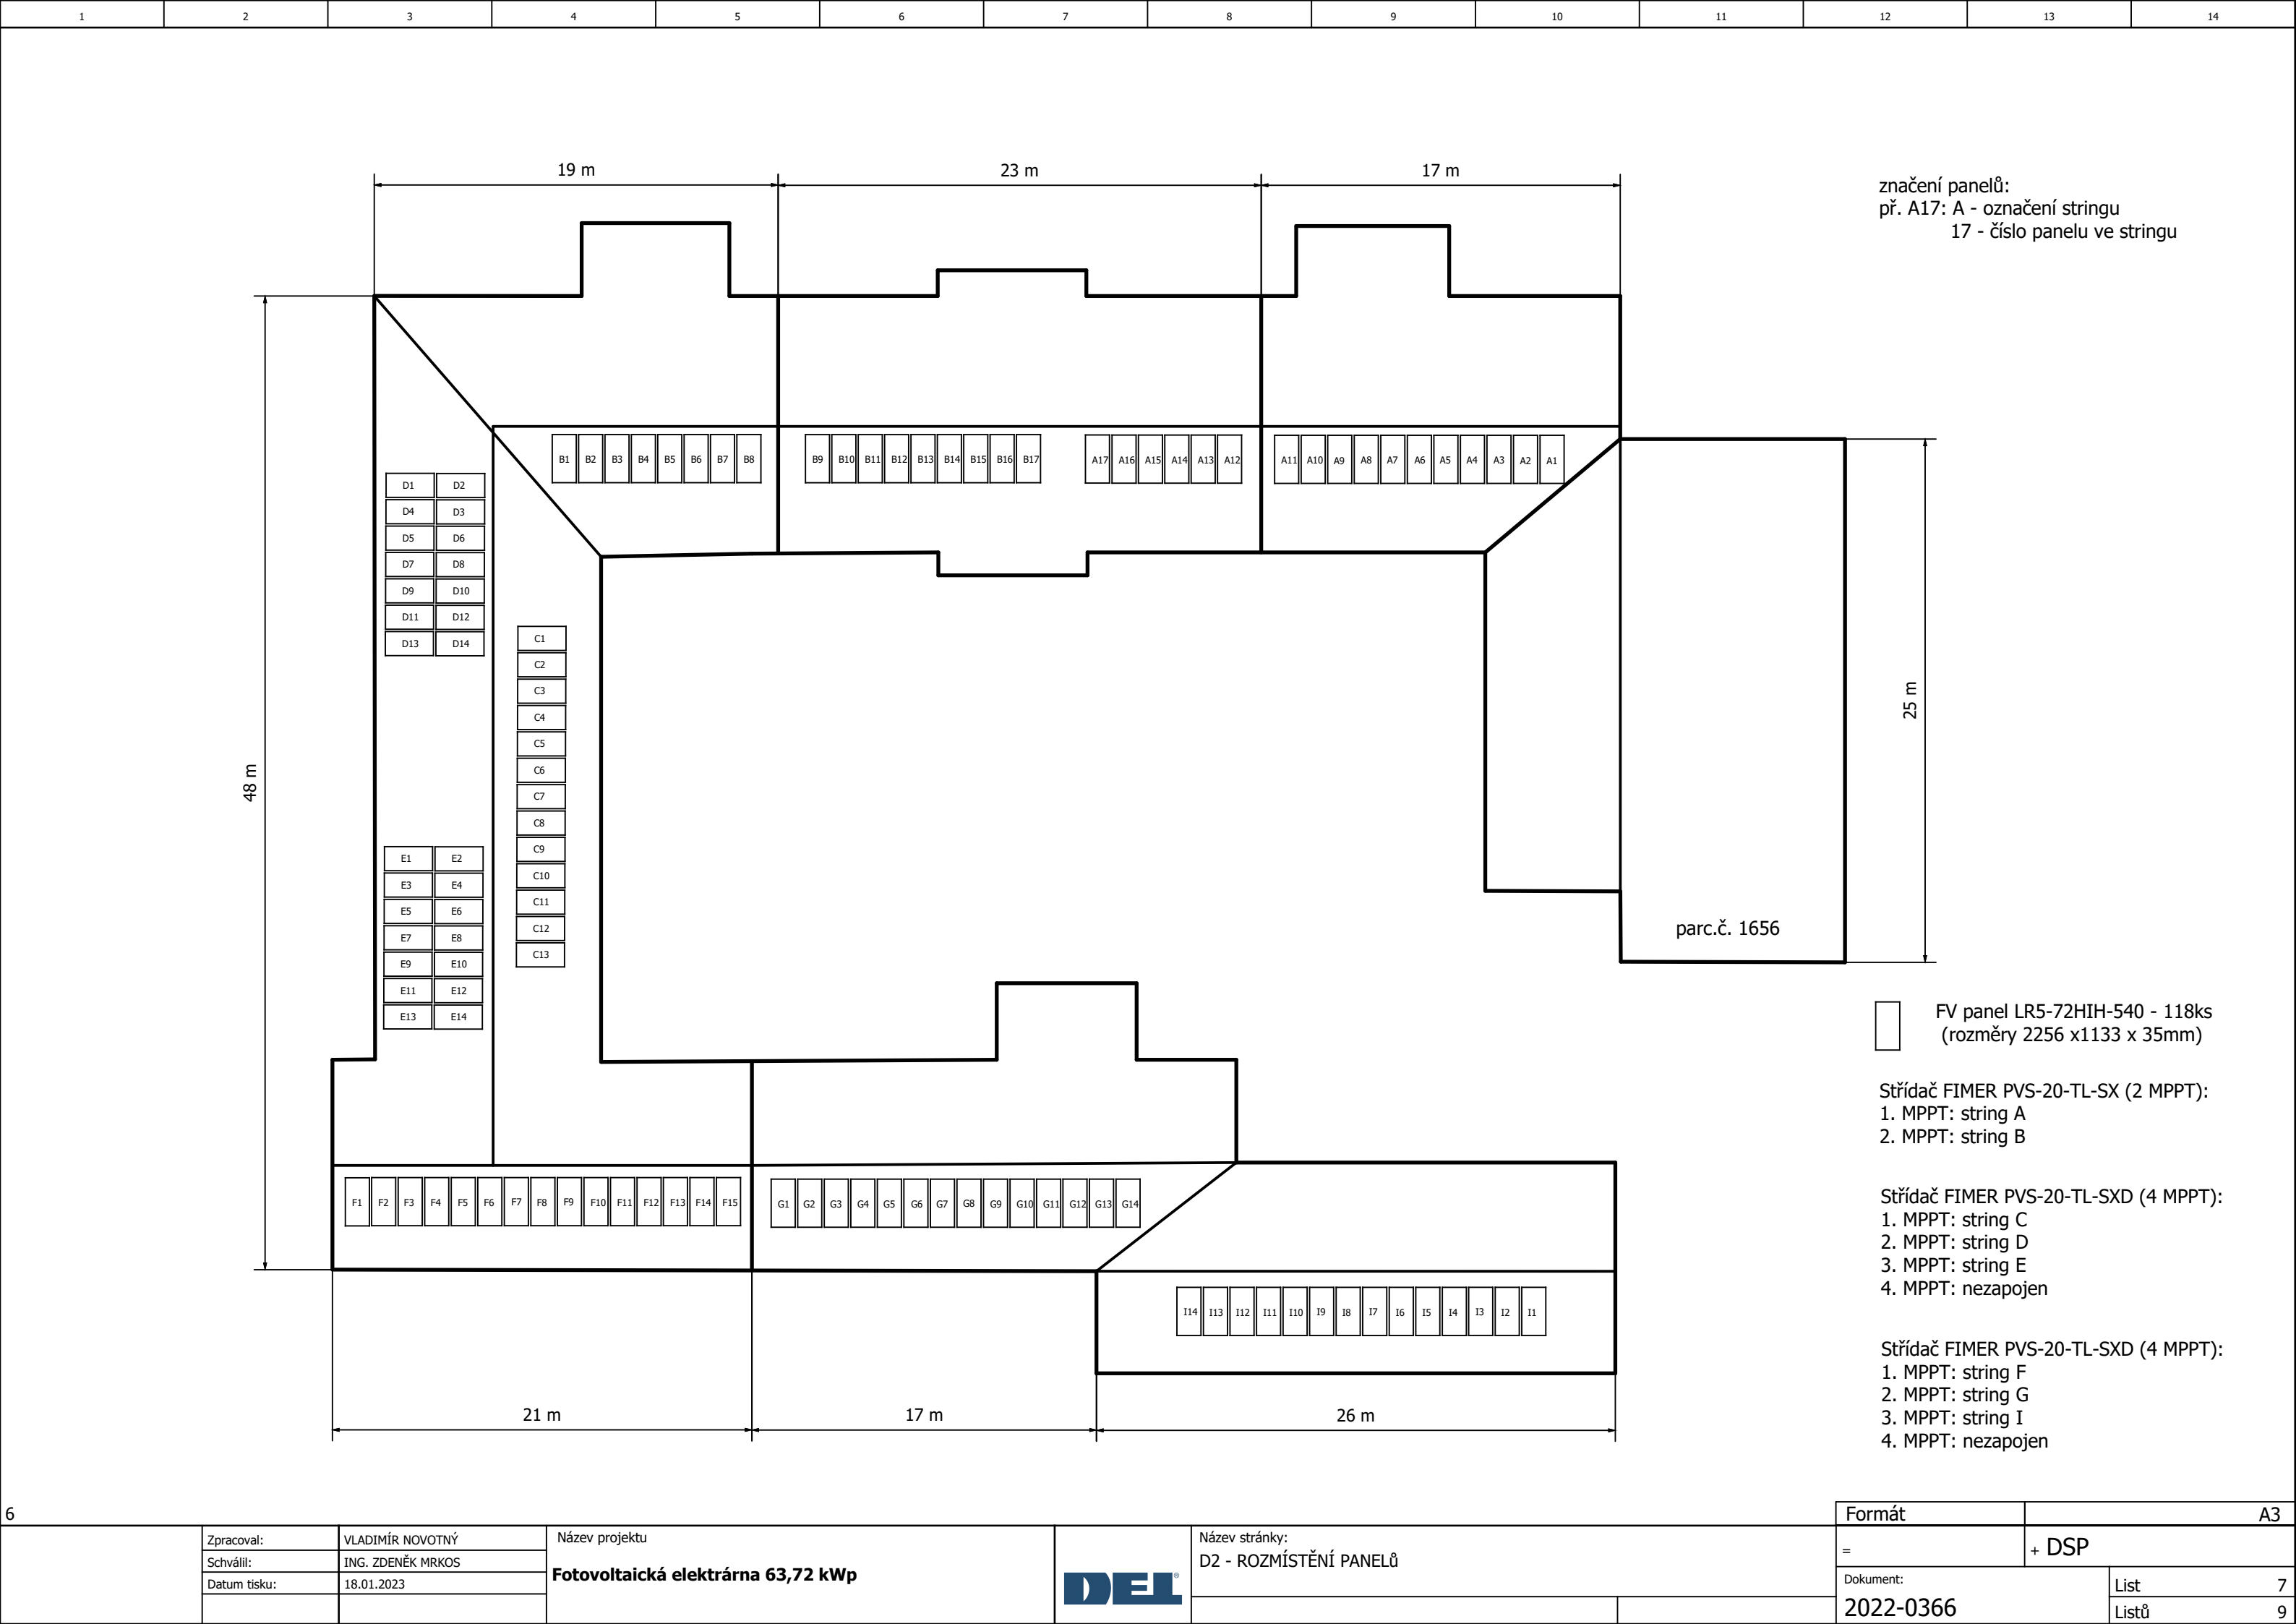 1 2 3 4 5 6 7 8 9 10 11 12 13 14
19 m 23 m 17 m
značení panelů:
př. A17: A - označení stringu
17 - číslo panelu ve stringu
B1 B2 B3 B4 B5 B6 B7 B8 B9 B10 B11 B12 B13 B14 B15 B16 B17 A17 A16 A15 A14 A13 A12 A11 A10 A9 A8 A7 A6 A5 A4 A3 A2 A1
D1 D2
D4 D3
D5 D6
D7 D8
D9 D10
D11 D12
D13 D14
C1
C2
C3
C4
C5
C6
C7
C8
C9
C10
C11
C12
C13
25 m
48 m
E1 E2
E3 E4
E5 E6
E7 E8
E9 E10
E11 E12
E13 E14
parc.č. 1656
FV panel LR5-72HIH-540 - 118ks
(rozměry 2256 x1133 x 35mm)
Střídač FIMER PVS-20-TL-SX (2 MPPT):
1. MPPT: string A
2. MPPT: string B
Střídač FIMER PVS-20-TL-SXD (4 MPPT):
1. MPPT: string C
2. MPPT: string D
3. MPPT: string E
4. MPPT: nezapojen
F1 F2 F3 F4 F5 F6 F7 F8 F9 F10 F11 F12 F13 F14 F15 G1 G2 G3 G4 G5 G6 G7 G8 G9 G10 G11 G12 G13 G14
I14 I13 I12 I11 I10 I9 I8 I7 I6 I5 I4 I3 I2 I1
Střídač FIMER PVS-20-TL-SXD (4 MPPT):
1. MPPT: string F
2. MPPT: string G
3. MPPT: string I
4. MPPT: nezapojen
21 m 17 m 26 m
6
Formát A3
Zpracoval: VLADIMÍR NOVOTNÝ
Schválil: ING. ZDENĚK MRKOS
Datum tisku: 18.01.2023
Název projektu
Fotovoltaická elektrárna 63,72 kWp
DEL®
Název stránky:
D2 - ROZMÍSTĚNÍ PANELů
= + DSP
Dokument:
2022-0366
List 7
Listů 9